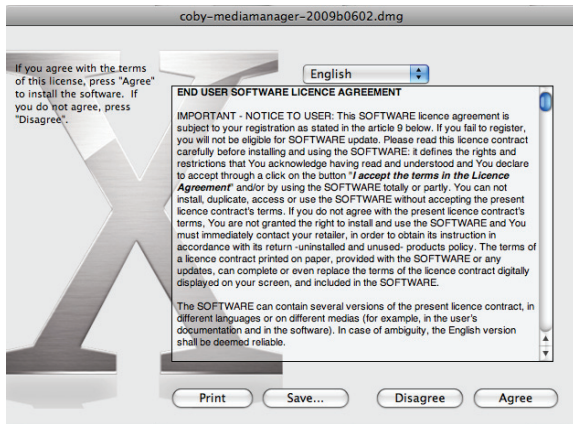 coby-mediamanager-2009b0602.dmg
If you agree with the terms
of this license, press "Agree"
to install the software.  If
you do not agree, press
"Disagree".
English
END USER SOFTWARE LICENCE AGREEMENT
IMPORTANT - NOTICE TO USER: This SOFTWARE licence agreement is
subject to your registration as stated in the article 9 below. If you fail to register,
you will not be eligible for SOFTWARE update. Please read this licence contract
carefully before installing and using the SOFTWARE: it defines the rights and
restrictions that You acknowledge having read and understood and You declare
to accept through a click on the button "I accept the terms in the Licence
Agreement" and/or by using the SOFTWARE totally or partly. You can not
install, duplicate, access or use the SOFTWARE without accepting the present
licence contract's terms. If you do not agree with the present licence contract's
terms, You are not granted the right to install and use the SOFTWARE and You
must immediately contact your retailer, in order to obtain its instruction in
accordance with its return -uninstalled and unused- products policy. The terms of
a licence contract printed on paper, provided with the SOFTWARE or any
updates, can complete or even replace the terms of the licence contract digitally
displayed on your screen, and included in the SOFTWARE.
The SOFTWARE can contain several versions of the present licence contract, in
different languages or on different medias (for example, in the user's
documentation and in the software). In case of ambiguity, the English version
shall be deemed reliable.
Print
Save...
Disagree
Agree